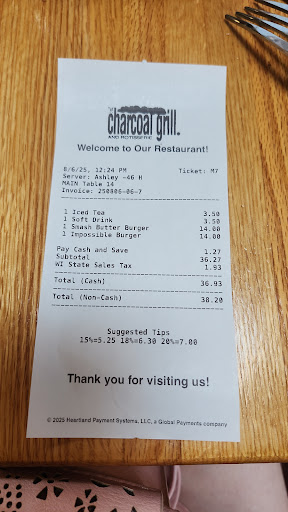 THE
charcoal grill.
AND ROTISSERIE
Welcome to Our Restaurant!
8/6/25, 12:24 PM Ticket: M7
Server: Ashley -46 H
MAIN Table 14
Invoice: 250806-06-7
1 Iced Tea 3.50
1 Soft Drink 3.50
1 Smash Butter Burger 14.00
1 Impossible Burger 14.00
Pay Cash and Save 1.27
Subtotal 36.27
WI State Sales Tax 1.93
Total (Cash) 36.93
Total (Non-Cash) 38.20
Suggested Tips
15%=5.25 18%=6.30 20%=7.00
Thank you for visiting us!
© 2025 Heartland Payment Systems, LLC, a Global Payments company